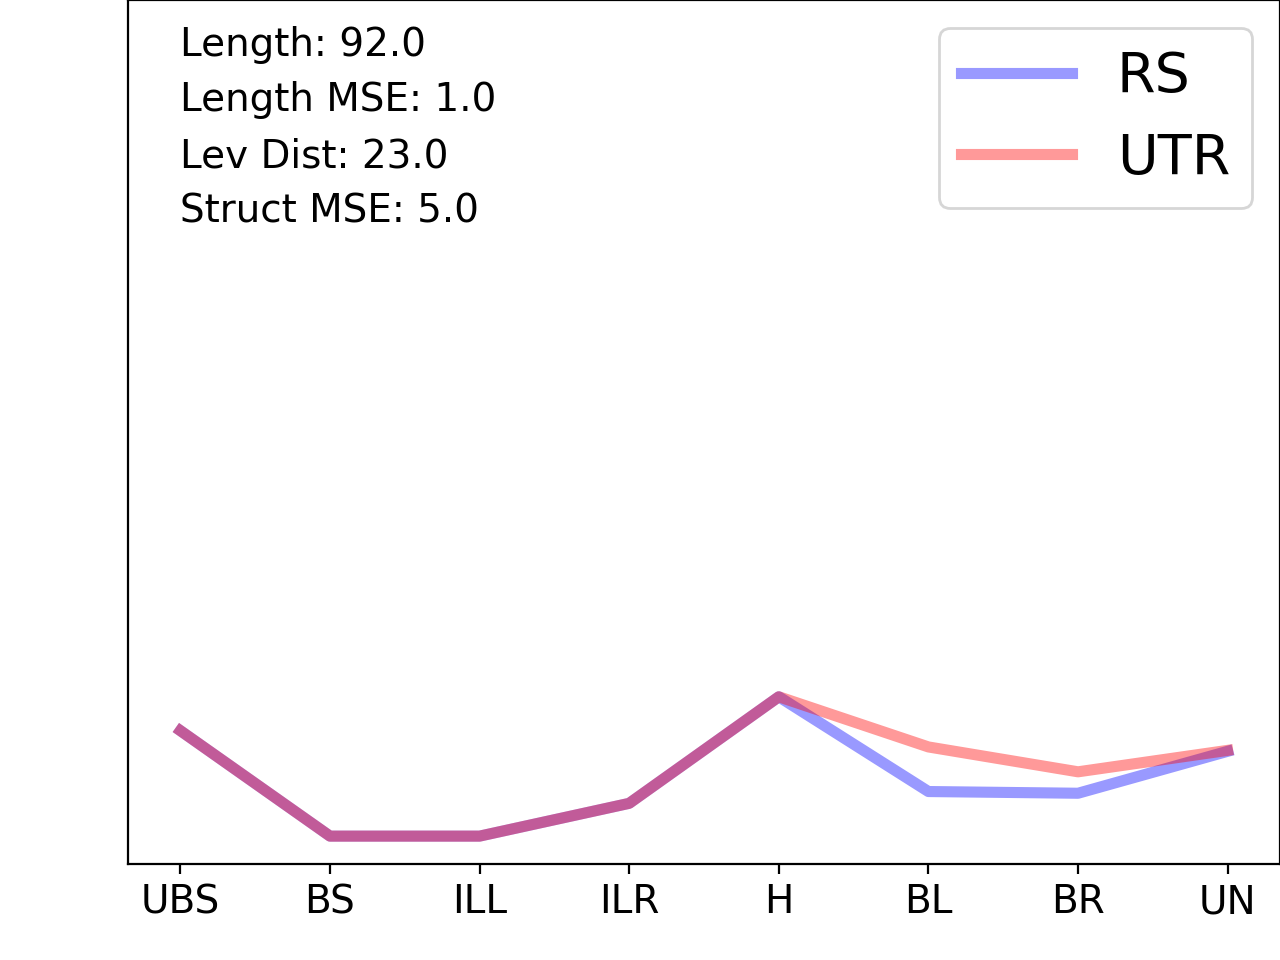 Length: 92.0
Length MSE: 1.0
Lev Dist: 23.0
Struct MSE: 5.0
RS
UTR
UBS BS ILL ILR H BL BR UN